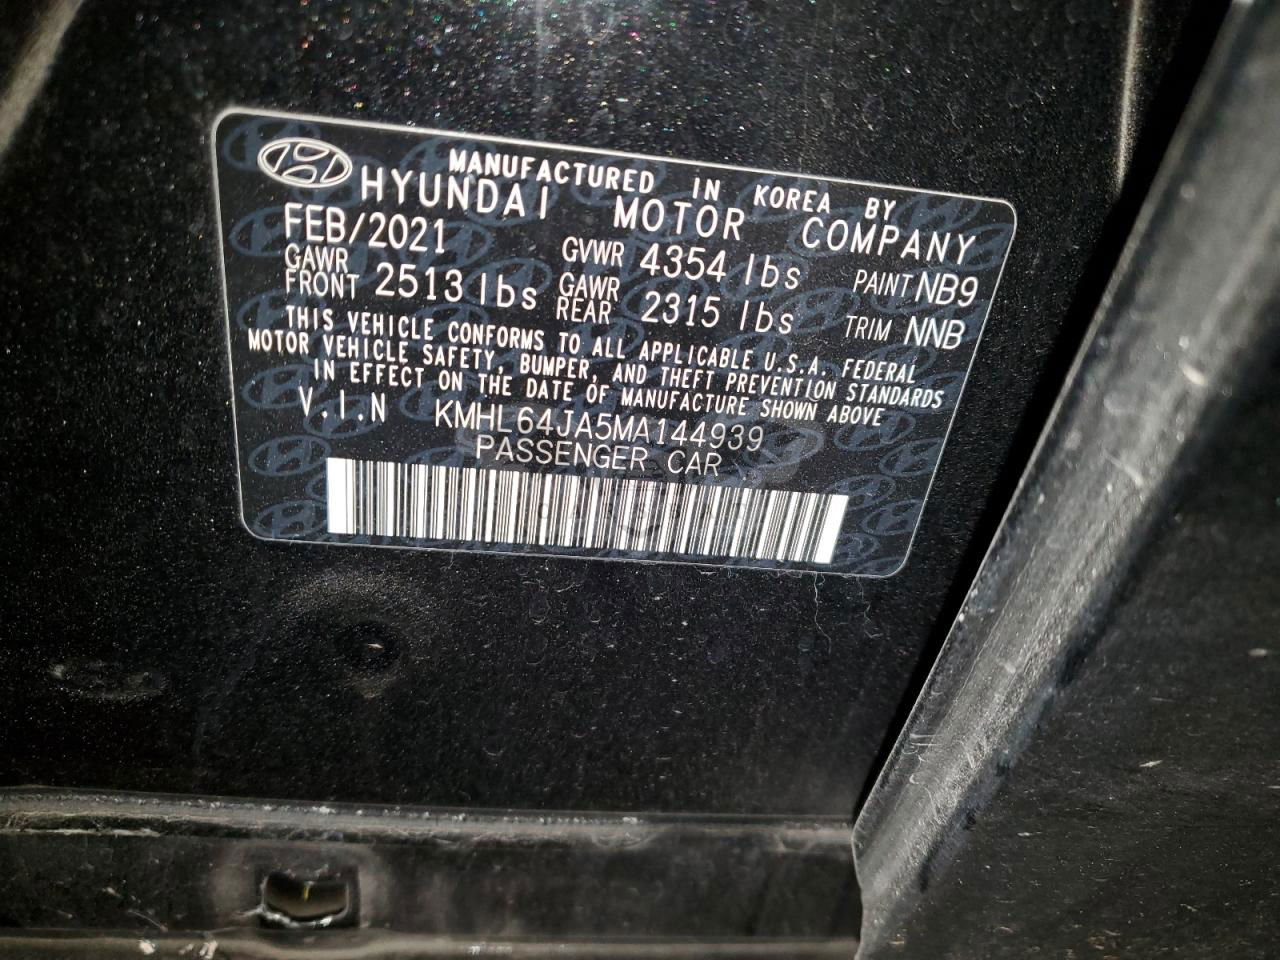 MANUFACTURED IN KOREA BY
HYUNDAI MOTOR COMPANY
FEB/2021 GVWR 4354 lbs PAINT NB9
GAWR FRONT 2513 lbs GAWR REAR 2315 lbs TRIM NNB
THIS VEHICLE CONFORMS TO ALL APPLICABLE U.S.A. FEDERAL
MOTOR VEHICLE SAFETY, BUMPER, AND THEFT PREVENTION STANDARDS
IN EFFECT ON THE DATE OF MANUFACTURE SHOWN ABOVE
V.I.N KMHL64JA5MA144939
PASSENGER CAR